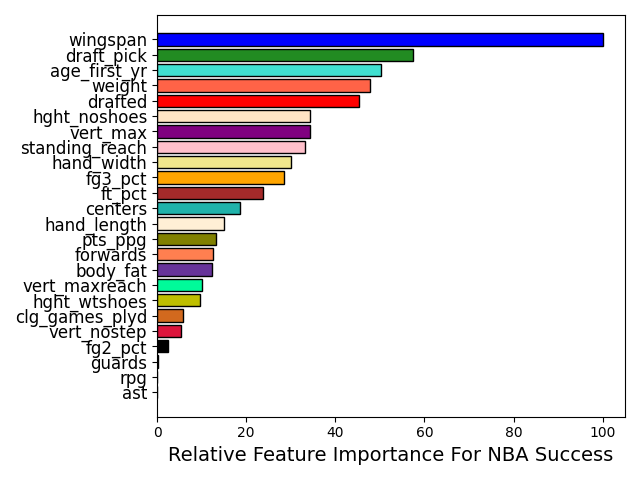 wingspan
draft_pick
age_first_yr
weight
drafted
hght_noshoes
vert_max
standing_reach
hand_width
fg3_pct
ft_pct
centers
hand_length
pts_ppg
forwards
body_fat
vert_maxreach
hght_wtshoes
clg_games_plyd
vert_nostep
fg2_pct
guards
rpg
ast
0 20 40 60 80 100
Relative Feature Importance For NBA Success